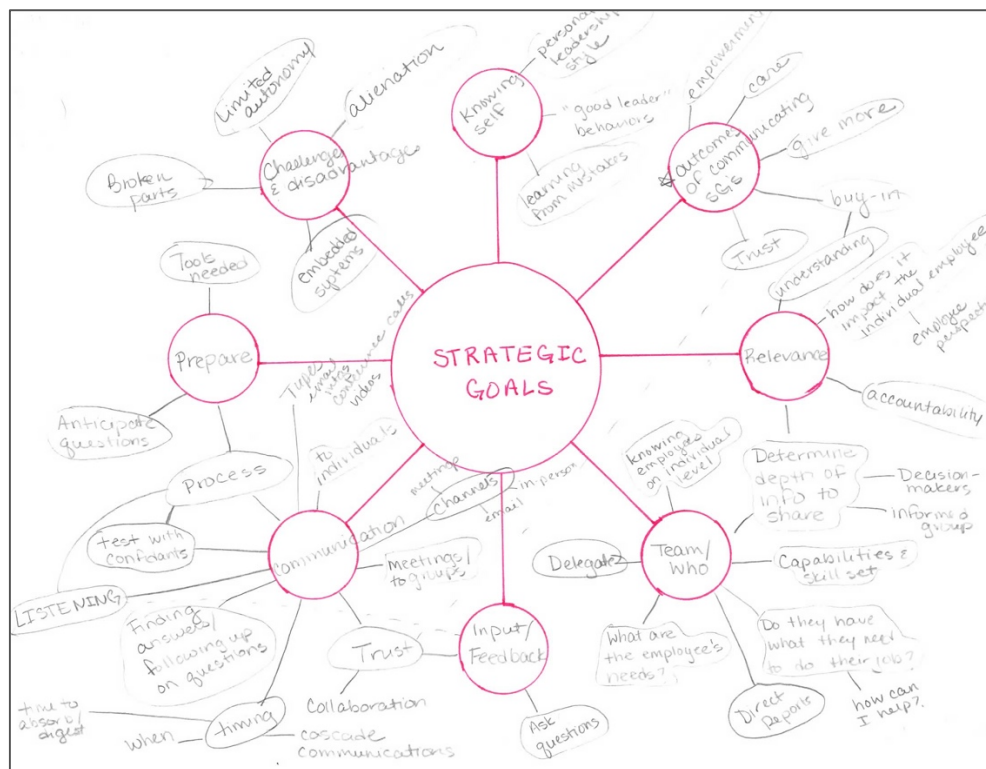 Limited
autonomy
alienation
Broken
parts
Challenges
& disadvantages
embedded
systems
Knowing
self
personal
leadership
style
"good leader"
behaviors
learning
from mistakes
outcomes
of communicating
SG's
empowerment
care
give more
buy-in
Trust
understanding
Tools
needed
Prepare
Anticipate
questions
Process
test with
confidants
LISTENING
STRATEGIC
GOALS
Relevance
how does it
impact the
individual employee
employee
accountability
Determine
depth of
info to
share
Decision-
makers
informed
group
Types
email
conference calls
videos
to
individuals
Communication
meetings
channels
in-person
email
meetings/
to groups
Finding
answers/
following up
on questions
Trust
Collaboration
timing
time to
absorb/
digest
when
cascade
communications
Input/
Feedback
Ask
questions
Knowing
employees
on individual
level
Team/
Who
Delegate
Capabilities &
skill set
What are
the employee's
needs?
Direct
Reports
Do they have
what they need
to do their job?
how can
I help?